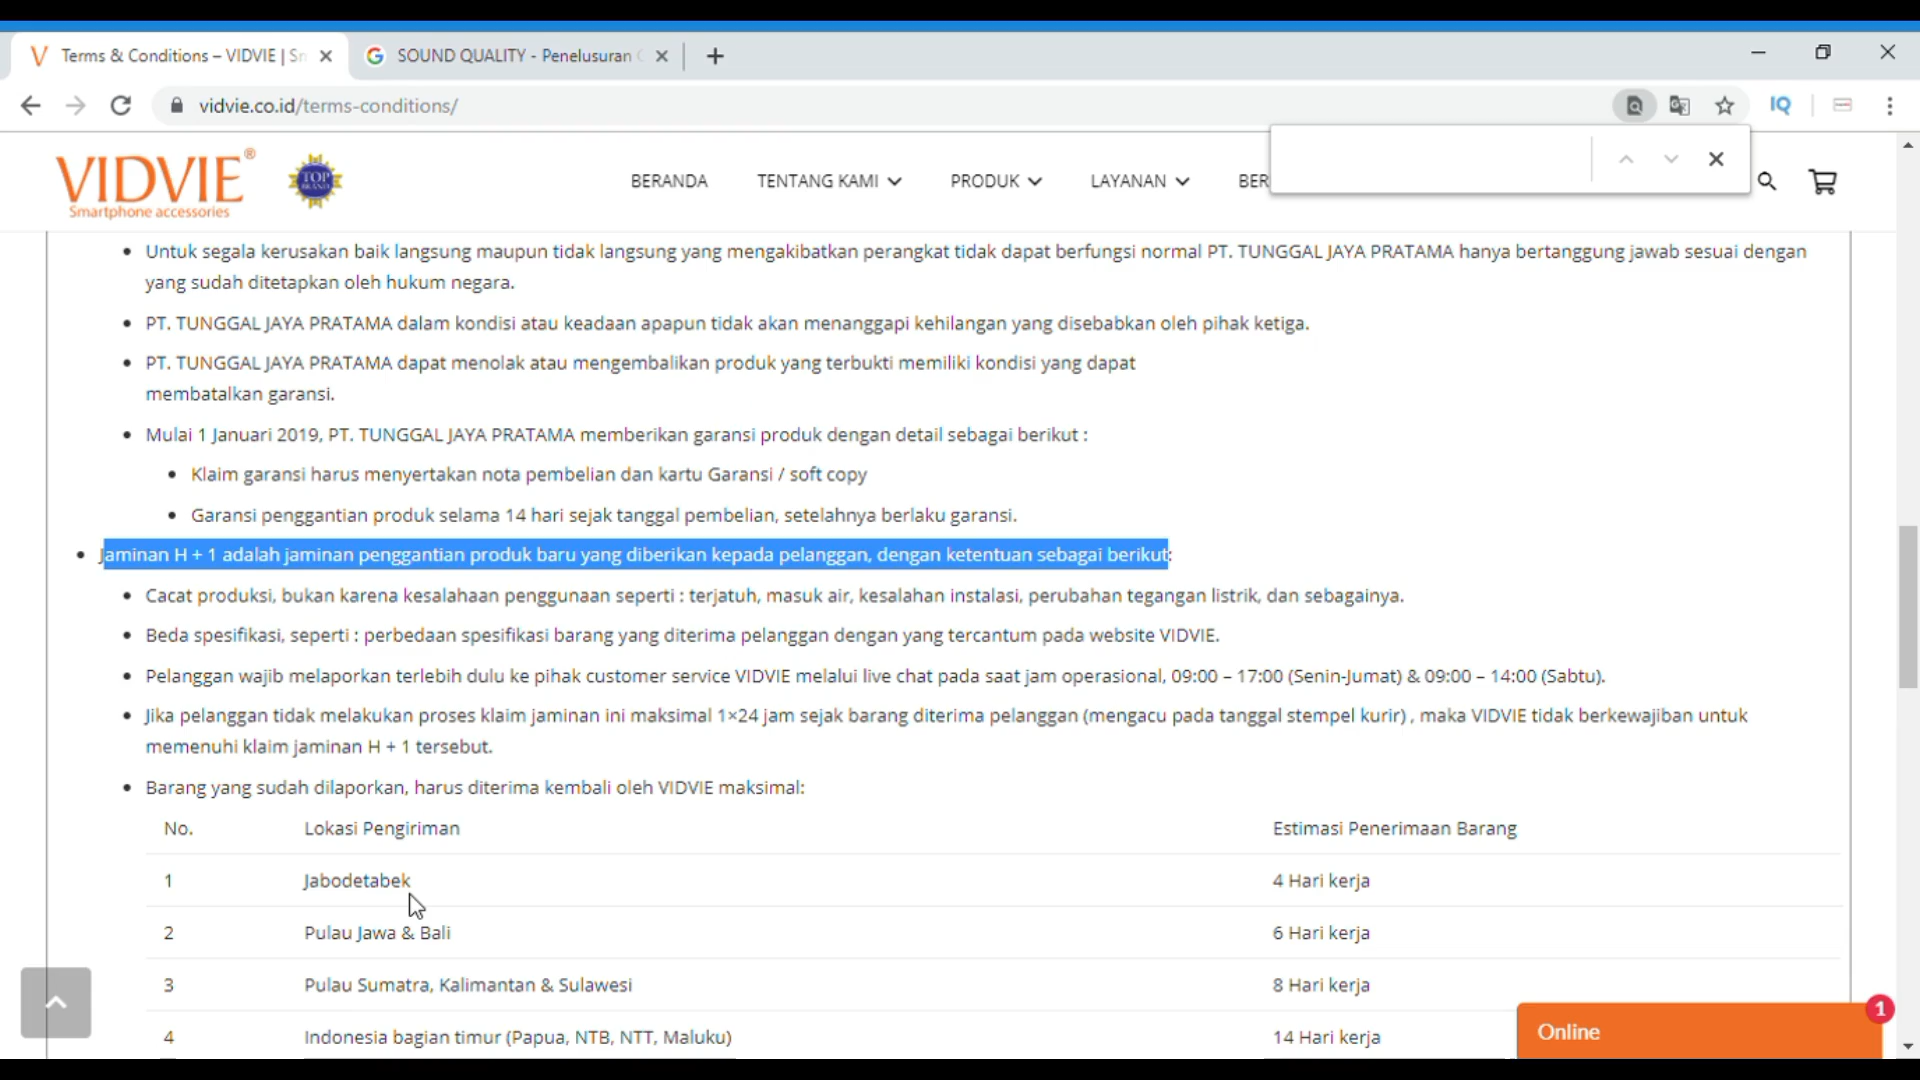 Terms & Conditions – VIDVIE | Sm
SOUND QUALITY - Penelusuran
vidvie.co.id/terms-conditions/
IQ
VIDVIE®
Smartphone accessories
TOP
BRAND
BERANDA
TENTANG KAMI
PRODUK
LAYANAN
BER
Untuk segala kerusakan baik langsung maupun tidak langsung yang mengakibatkan perangkat tidak dapat berfungsi normal PT. TUNGGAL JAYA PRATAMA hanya bertanggung jawab sesuai dengan
yang sudah ditetapkan oleh hukum negara.
PT. TUNGGAL JAYA PRATAMA dalam kondisi atau keadaan apapun tidak akan menanggapi kehilangan yang disebabkan oleh pihak ketiga.
PT. TUNGGAL JAYA PRATAMA dapat menolak atau mengembalikan produk yang terbukti memiliki kondisi yang dapat
membatalkan garansi.
Mulai 1 Januari 2019, PT. TUNGGAL JAYA PRATAMA memberikan garansi produk dengan detail sebagai berikut :
Klaim garansi harus menyertakan nota pembelian dan kartu Garansi / soft copy
Garansi penggantian produk selama 14 hari sejak tanggal pembelian, setelahnya berlaku garansi.
Jaminan H + 1 adalah jaminan penggantian produk baru yang diberikan kepada pelanggan, dengan ketentuan sebagai berikut:
Cacat produksi, bukan karena kesalahaan penggunaan seperti : terjatuh, masuk air, kesalahan instalasi, perubahan tegangan listrik, dan sebagainya.
Beda spesifikasi, seperti : perbedaan spesifikasi barang yang diterima pelanggan dengan yang tercantum pada website VIDVIE.
Pelanggan wajib melaporkan terlebih dulu ke pihak customer service VIDVIE melalui live chat pada saat jam operasional, 09:00 – 17:00 (Senin-Jumat) & 09:00 – 14:00 (Sabtu).
Jika pelanggan tidak melakukan proses klaim jaminan ini maksimal 1×24 jam sejak barang diterima pelanggan (mengacu pada tanggal stempel kurir) , maka VIDVIE tidak berkewajiban untuk
memenuhi klaim jaminan H + 1 tersebut.
Barang yang sudah dilaporkan, harus diterima kembali oleh VIDVIE maksimal:
No. Lokasi Pengiriman Estimasi Penerimaan Barang
1 Jabodetabek 4 Hari kerja
2 Pulau Jawa & Bali 6 Hari kerja
3 Pulau Sumatra, Kalimantan & Sulawesi 8 Hari kerja
4 Indonesia bagian timur (Papua, NTB, NTT, Maluku) 14 Hari kerja
Online
1